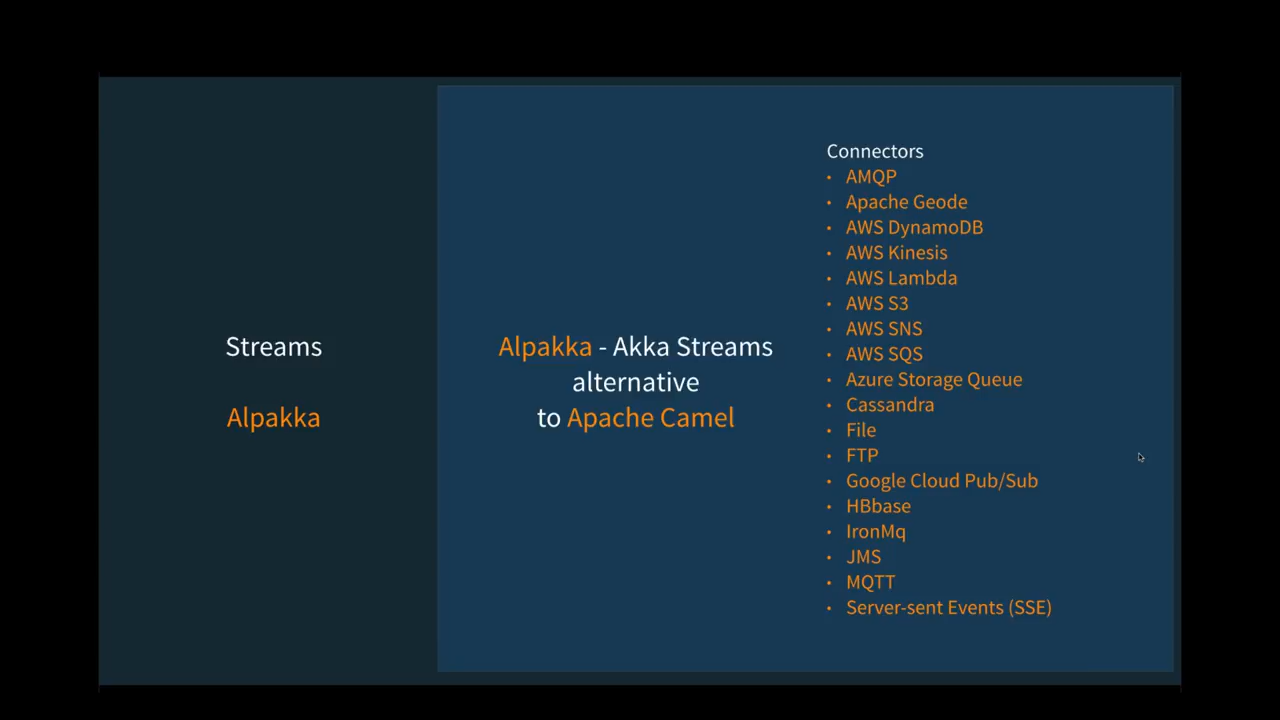 Streams
Alpakka
Alpakka - Akka Streams
alternative
to Apache Camel
Connectors
• AMQP
• Apache Geode
• AWS DynamoDB
• AWS Kinesis
• AWS Lambda
• AWS S3
• AWS SNS
• AWS SQS
• Azure Storage Queue
• Cassandra
• File
• FTP
• Google Cloud Pub/Sub
• HBbase
• IronMq
• JMS
• MQTT
• Server-sent Events (SSE)